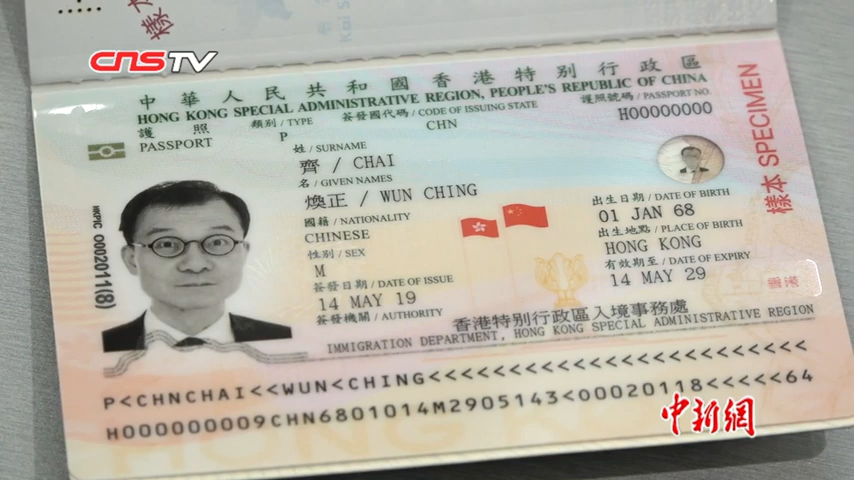 CNSTV
中華人民共和國香港特別行政區
HONG KONG SPECIAL ADMINISTRATIVE REGION, PEOPLE'S REPUBLIC OF CHINA
護照
PASSPORT
類別 / TYPE
P
簽發國代碼 / CODE OF ISSUING STATE
CHN
護照號碼 / PASSPORT NO.
H00000000
姓 / SURNAME
齊 / CHAI
名 / GIVEN NAMES
煥正 / WUN CHING
國籍 / NATIONALITY
CHINESE
性別 / SEX
M
簽發日期 / DATE OF ISSUE
14 MAY 19
簽發機關 / AUTHORITY
香港特別行政區入境事務處
IMMIGRATION DEPARTMENT, HONG KONG SPECIAL ADMINISTRATIVE REGION
出生日期 / DATE OF BIRTH
01 JAN 68
出生地點 / PLACE OF BIRTH
HONG KONG
有效期至 / DATE OF EXPIRY
14 MAY 29
樣本 SPECIMEN
香港
HKPIC 0002011(8)
P<CHNCHAI<<WUN<CHING<<<<<<<<<<<<<<<<<<<<<<<<
H000000009CHN6801014M2905143<00020118<<<<<64
中新網